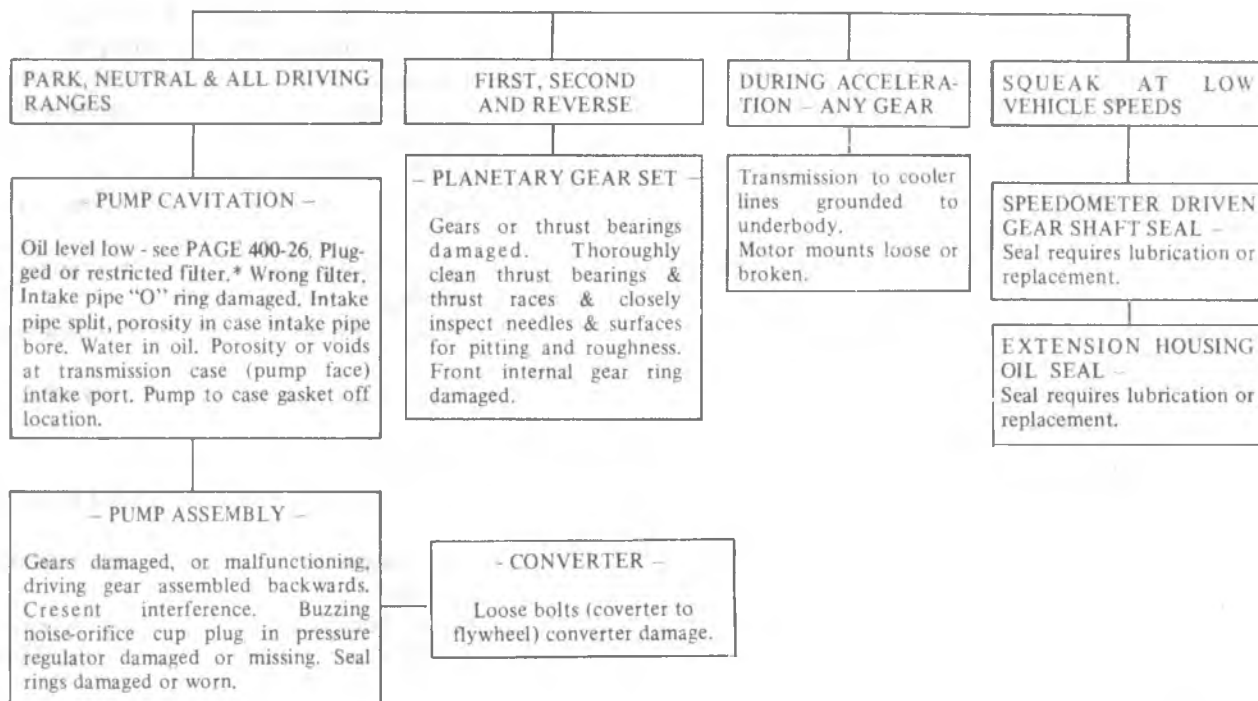 PARK, NEUTRAL & ALL DRIVING
RANGES
– PUMP CAVITATION –
Oil level low - see PAGE 400-26, Plug-
ged or restricted filter.* Wrong filter.
Intake pipe “O” ring damaged. Intake
pipe split, porosity in case intake pipe
bore. Water in oil. Porosity or voids
at transmission case (pump face)
intake port. Pump to case gasket off
location.
– PUMP ASSEMBLY –
Gears damaged, or malfunctioning,
driving gear assembled backwards.
Cresent interference. Buzzing
noise-orifice cup plug in pressure
regulator damaged or missing. Seal
rings damaged or worn.
- CONVERTER –
Loose bolts (coverter to
flywheel) converter damage.
FIRST, SECOND
AND REVERSE
– PLANETARY GEAR SET –
Gears or thrust bearings
damaged. Thoroughly
clean thrust bearings &
thrust races & closely
inspect needles & surfaces
for pitting and roughness.
Front internal gear ring
damaged.
DURING ACCELERA-
TION – ANY GEAR
Transmission to cooler
lines grounded to
underbody.
Motor mounts loose or
broken.
SQUEAK AT LOW
VEHICLE SPEEDS
SPEEDOMETER DRIVEN
GEAR SHAFT SEAL –
Seal requires lubrication or
replacement.
EXTENSION HOUSING
OIL SEAL –
Seal requires lubrication or
replacement.